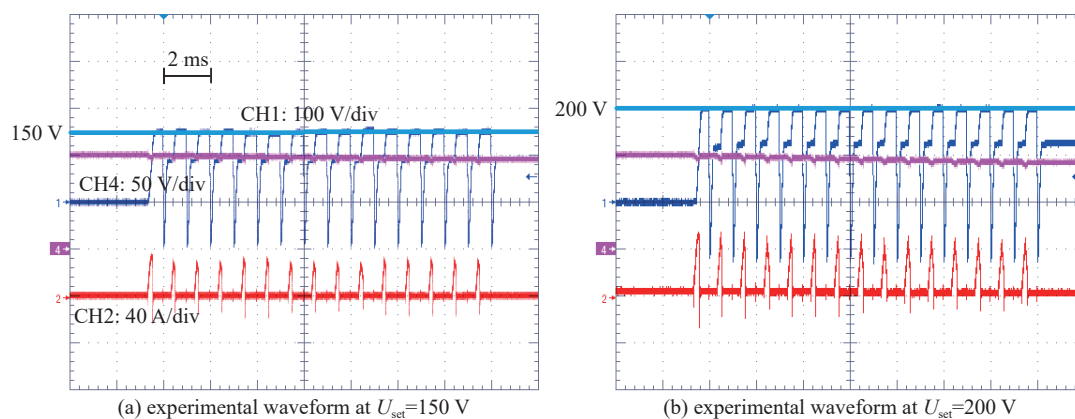 2 ms
150 V
CH1: 100 V/div
CH4: 50 V/div
1
4
2
CH2: 40 A/div
(a) experimental waveform at Uset=150 V
200 V
1
4
2
(b) experimental waveform at Uset=200 V